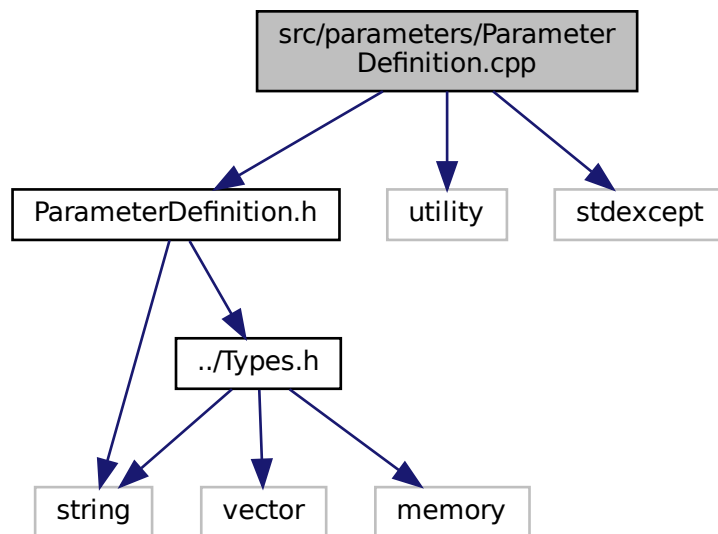 src/parameters/Parameter
Definition.cpp
ParameterDefinition.h
utility
stdexcept
../Types.h
string
vector
memory